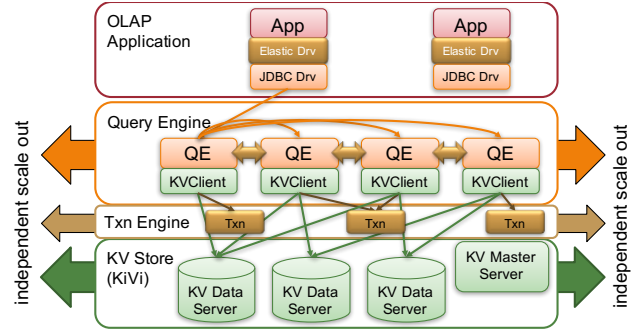 OLAP
Application
App
Elastic Drv
JDBC Drv
App
Elastic Drv
JDBC Drv
independent scale out
Query Engine
QE
KVClient
QE
KVClient
QE
KVClient
QE
KVClient
Txn Engine
Txn
Txn
Txn
KV Store
(KiVi)
KV Data
Server
KV Data
Server
KV Data
Server
KV Master
Server
independent scale out